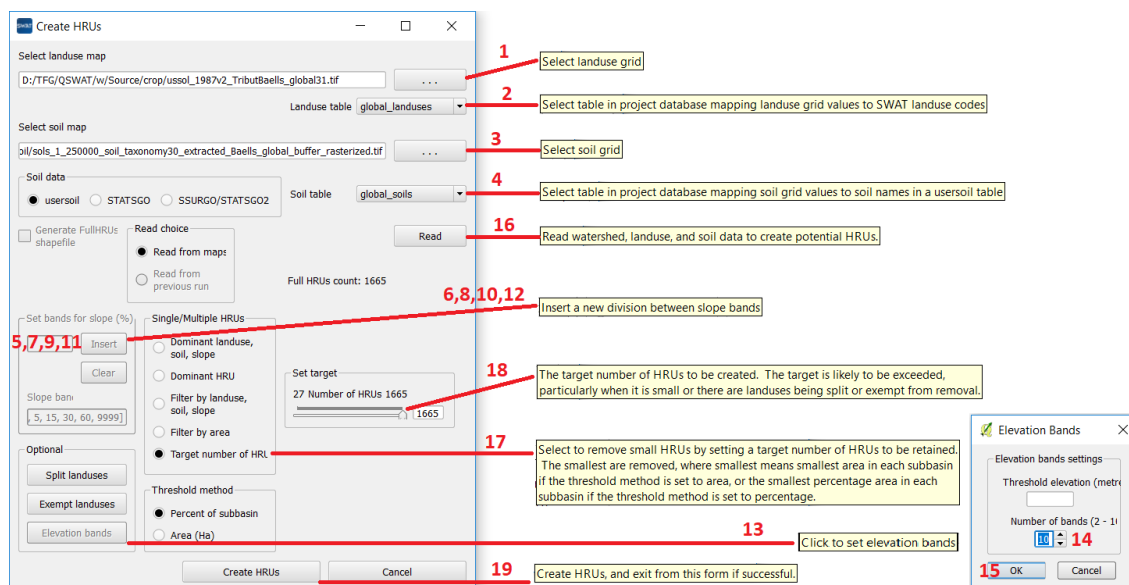 SWAT Create HRUs
Select landuse map
D:/TFG/QSWAT/w/Source/crop/ussol_1987v2_TributBaells_global31.tif
...
1
Select landuse grid
Landuse table global_landuses
2
Select table in project database mapping landuse grid values to SWAT landuse codes
Select soil map
oil/sols_1_250000_soil_taxonomy30_extracted_Baells_global_buffer_rasterized.tif
...
3
Select soil grid
Soil data
usersoil STATSGO SSURGO/STATSGO2
Soil table global_soils
4
Select table in project database mapping soil grid values to soil names in a usersoil table
Generate FullHRUs
shapefile
Read choice
Read from maps
Read from
previous run
Read
16
Read watershed, landuse, and soil data to create potential HRUs.
Full HRUs count: 1665
6,8,10,12
Insert a new division between slope bands
Set bands for slope (%)
5,7,9,11
Insert
Clear
Slope band
, 5, 15, 30, 60, 9999]
Single/Multiple HRUs
Dominant landuse,
soil, slope
Dominant HRU
Filter by landuse,
soil, slope
Filter by area
Target number of HRU
Set target
27 Number of HRUs 1665
1665
18
The target number of HRUs to be created. The target is likely to be exceeded,
particularly when it is small or there are landuses being split or exempt from removal.
17
Select to remove small HRUs by setting a target number of HRUs to be retained.
The smallest are removed, where smallest means smallest area in each subbasin
if the threshold method is set to area, or the smallest percentage area in each
subbasin if the threshold method is set to percentage.
Optional
Split landuses
Exempt landuses
Elevation bands
Threshold method
Percent of subbasin
Area (Ha)
13
Click to set elevation bands
Create HRUs
Cancel
19
Create HRUs, and exit from this form if successful.
Elevation Bands
Elevation bands settings
Threshold elevation (metre
Number of bands (2 - 1
10
14
15
OK
Cancel